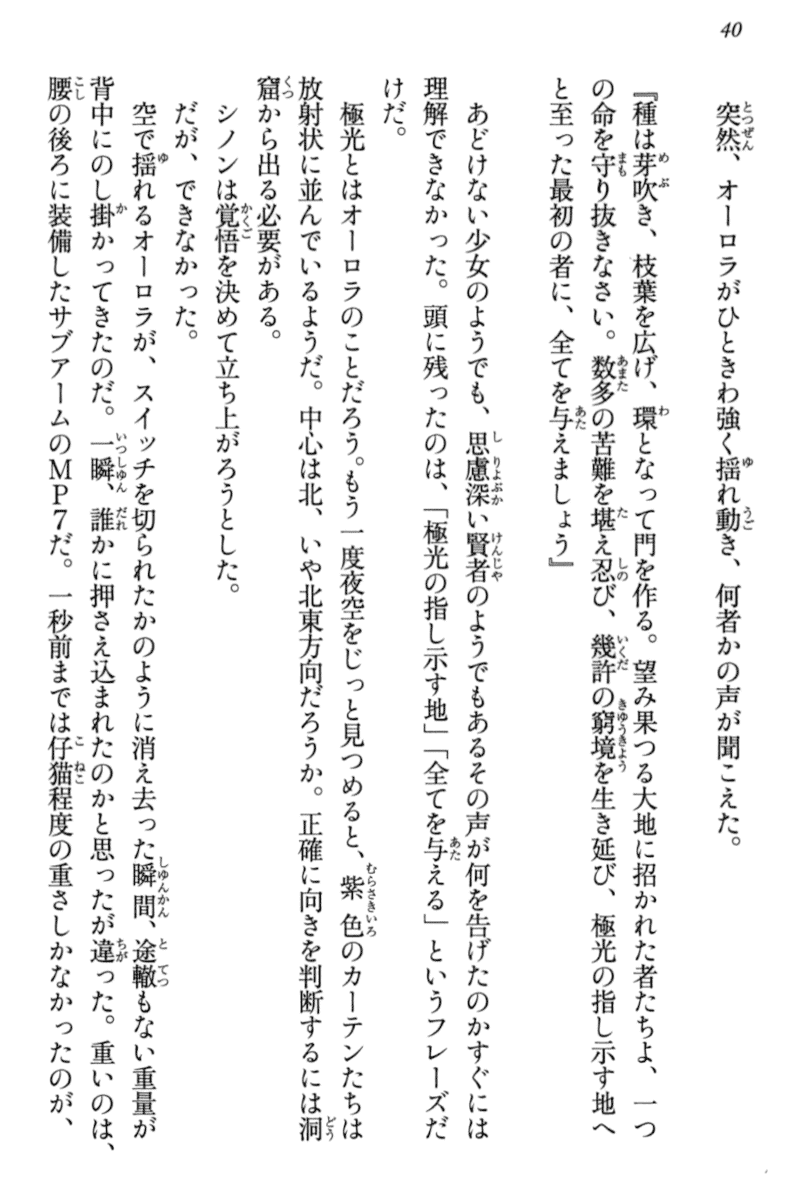 40
突然、オーロラがひときわ強く揺れ動き、何者かの声が聞こえた。
『種は芽吹き、枝葉を広げ、環となって門を作る。望み果つる大地に招かれた者たちよ、一つ
の命を守り抜きなさい。数多の苦難を堪え忍び、幾許の窮境を生き延び、極光の指し示す地へ
と至った最初の者に、全てを与えましょう』
あどけない少女のようでも、思慮深い賢者のようでもあるその声が何を告げたのかすぐには
理解できなかった。頭に残ったのは、「極光の指し示す地」「全てを与える」というフレーズだ
けだ。
極光とはオーロラのことだろう。もう一度夜空をじっと見つめると、紫色のカーテンたちは
放射状に並んでいるようだ。中心は北、いや北東方向だろうか。正確に向きを判断するには洞
窟から出る必要がある。
シノンは覚悟を決めて立ち上がろうとした。
だが、できなかった。
空で揺れるオーロラが、スイッチを切られたかのように消え去った瞬間、途轍もない重量が
背中にのし掛かってきたのだ。一瞬、誰かに押さえ込まれたのかと思ったが違った。重いのは、
腰の後ろに装備したサブアームのMP7だ。一秒前までは仔猫程度の重さしかなかったのが、